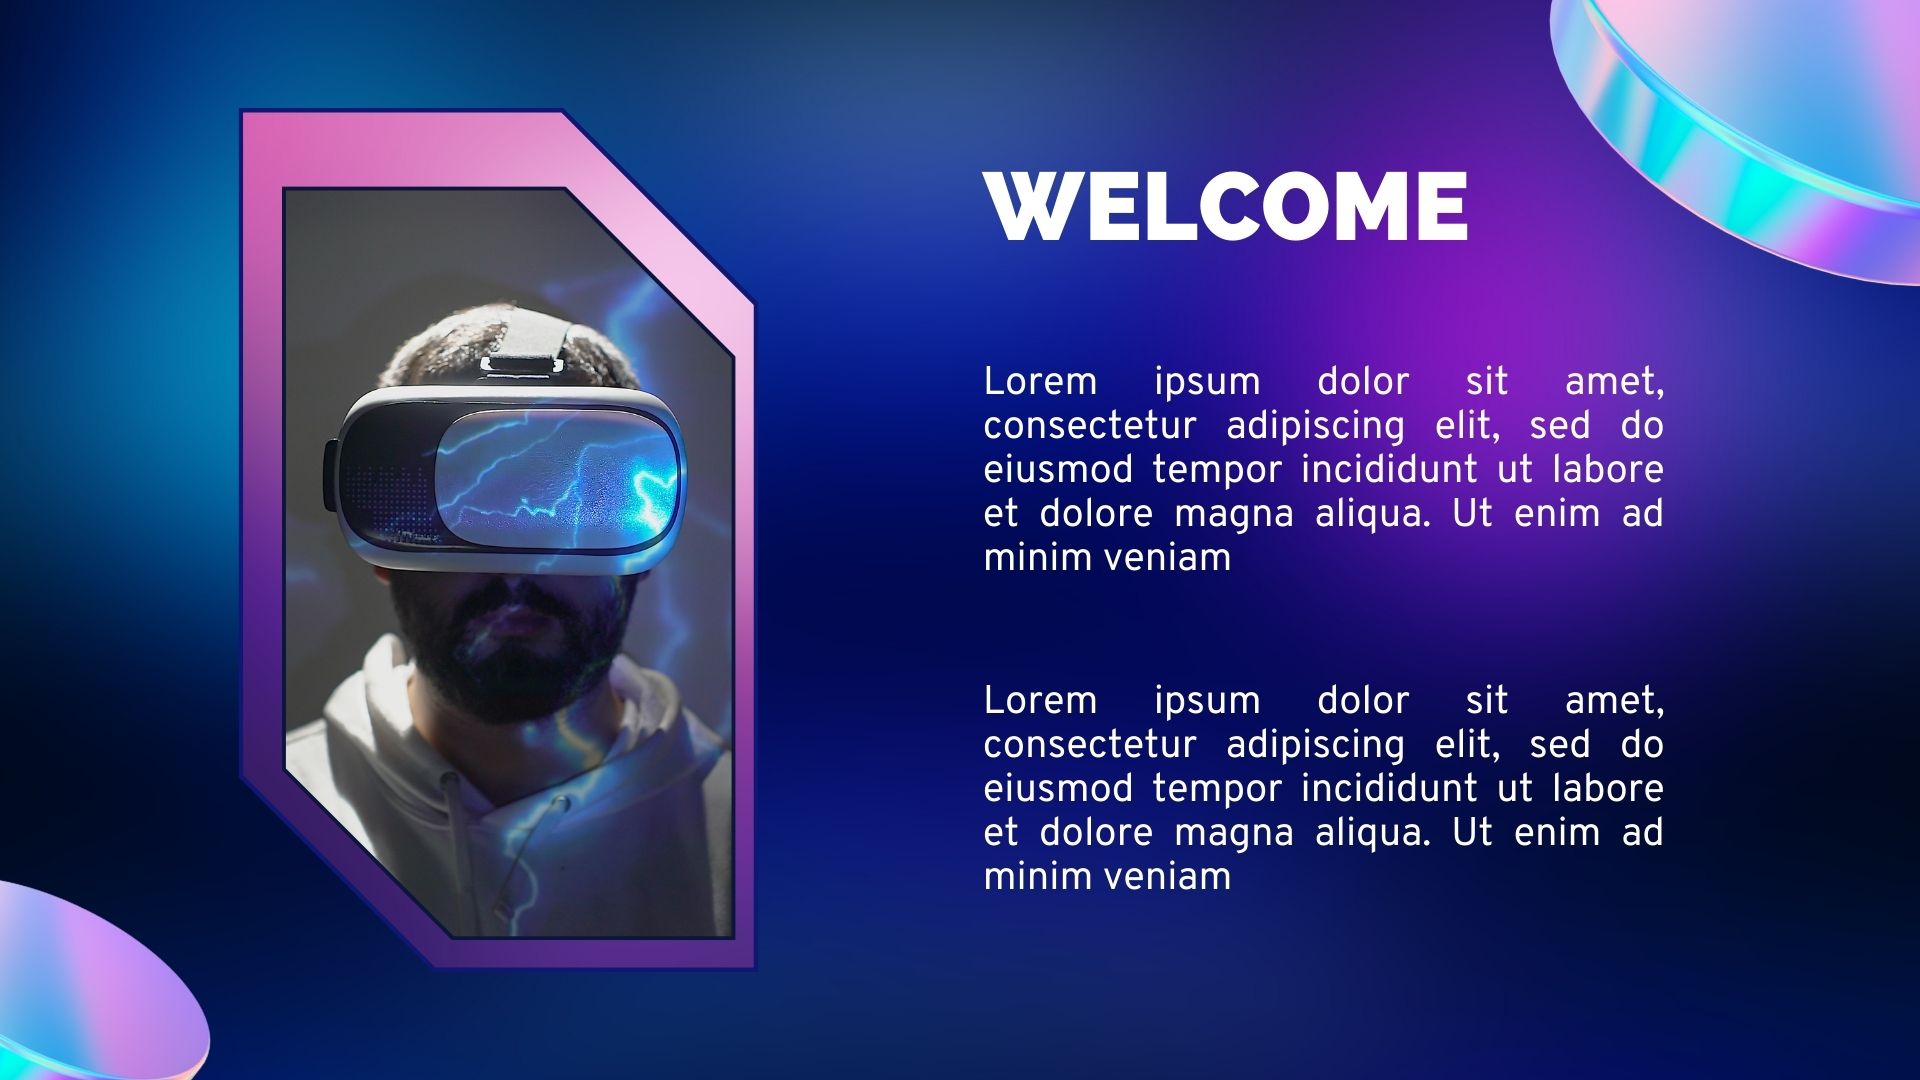 WELCOME
Lorem ipsum dolor sit amet,
consectetur adipiscing elit, sed do
eiusmod tempor incididunt ut labore
et dolore magna aliqua. Ut enim ad
minim veniam
Lorem ipsum dolor sit amet,
consectetur adipiscing elit, sed do
eiusmod tempor incididunt ut labore
et dolore magna aliqua. Ut enim ad
minim veniam